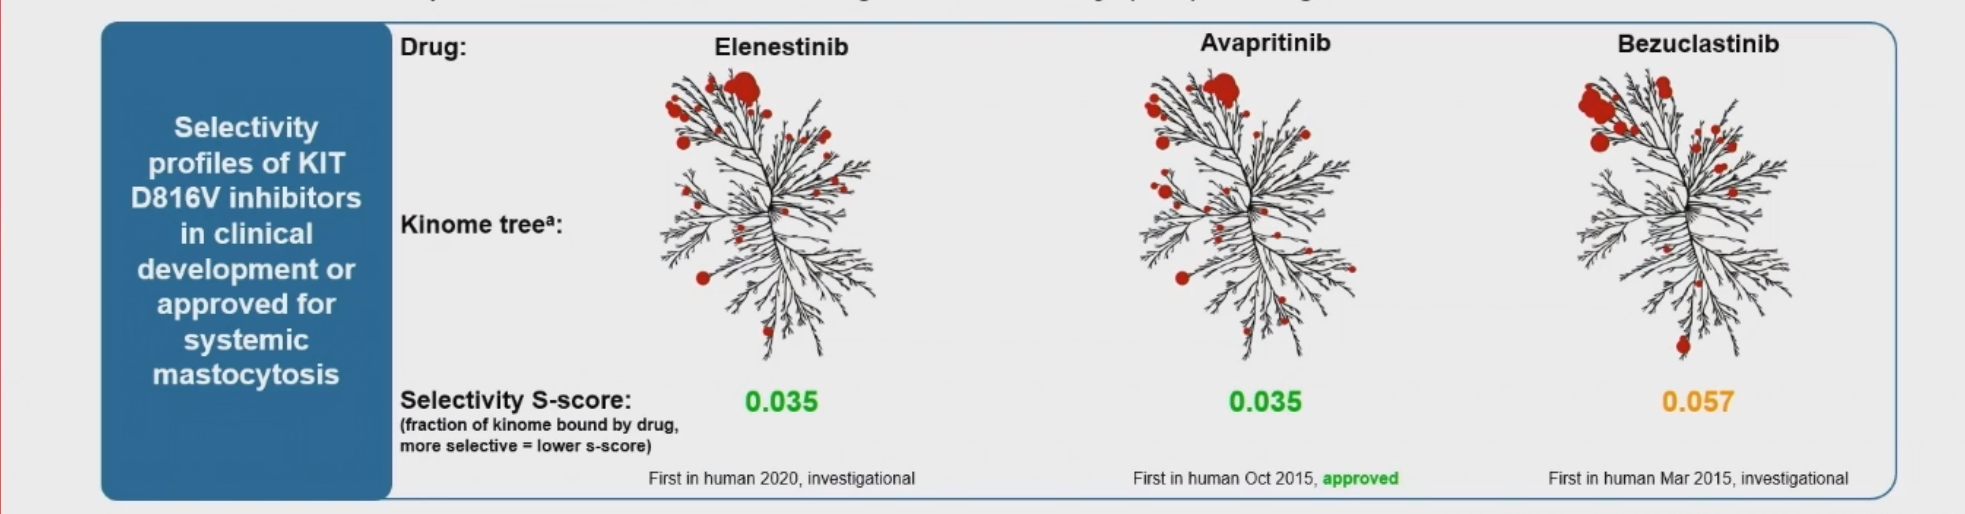 Selectivity
profiles of KIT
D816V inhibitors
in clinical
development or
approved for
systemic
mastocytosis
Drug:
Elenestinib
Avapritinib
Bezuclastinib
Kinome treeª:
Selectivity S-score:
(fraction of kinome bound by drug,
more selective = lower s-score)
0.035
0.035
0.057
First in human 2020, investigational
First in human Oct 2015, approved
First in human Mar 2015, investigational